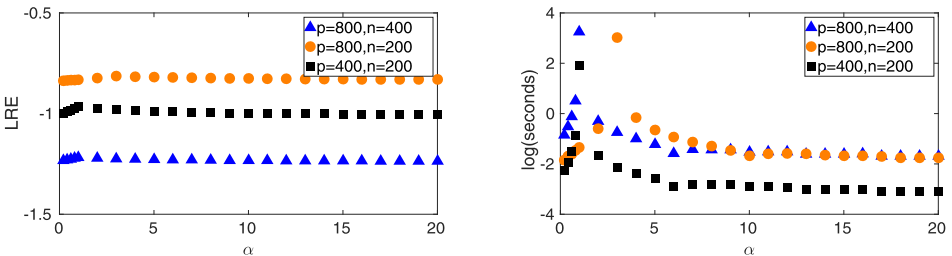 -0.5
p=800,n=400
p=800,n=200
p=400,n=200
LRE
-1
-1.5
0
5
10
15
20
α
4
p=800,n=400
p=800,n=200
p=400,n=200
2
log(seconds)
0
-2
-4
0
5
10
15
20
α